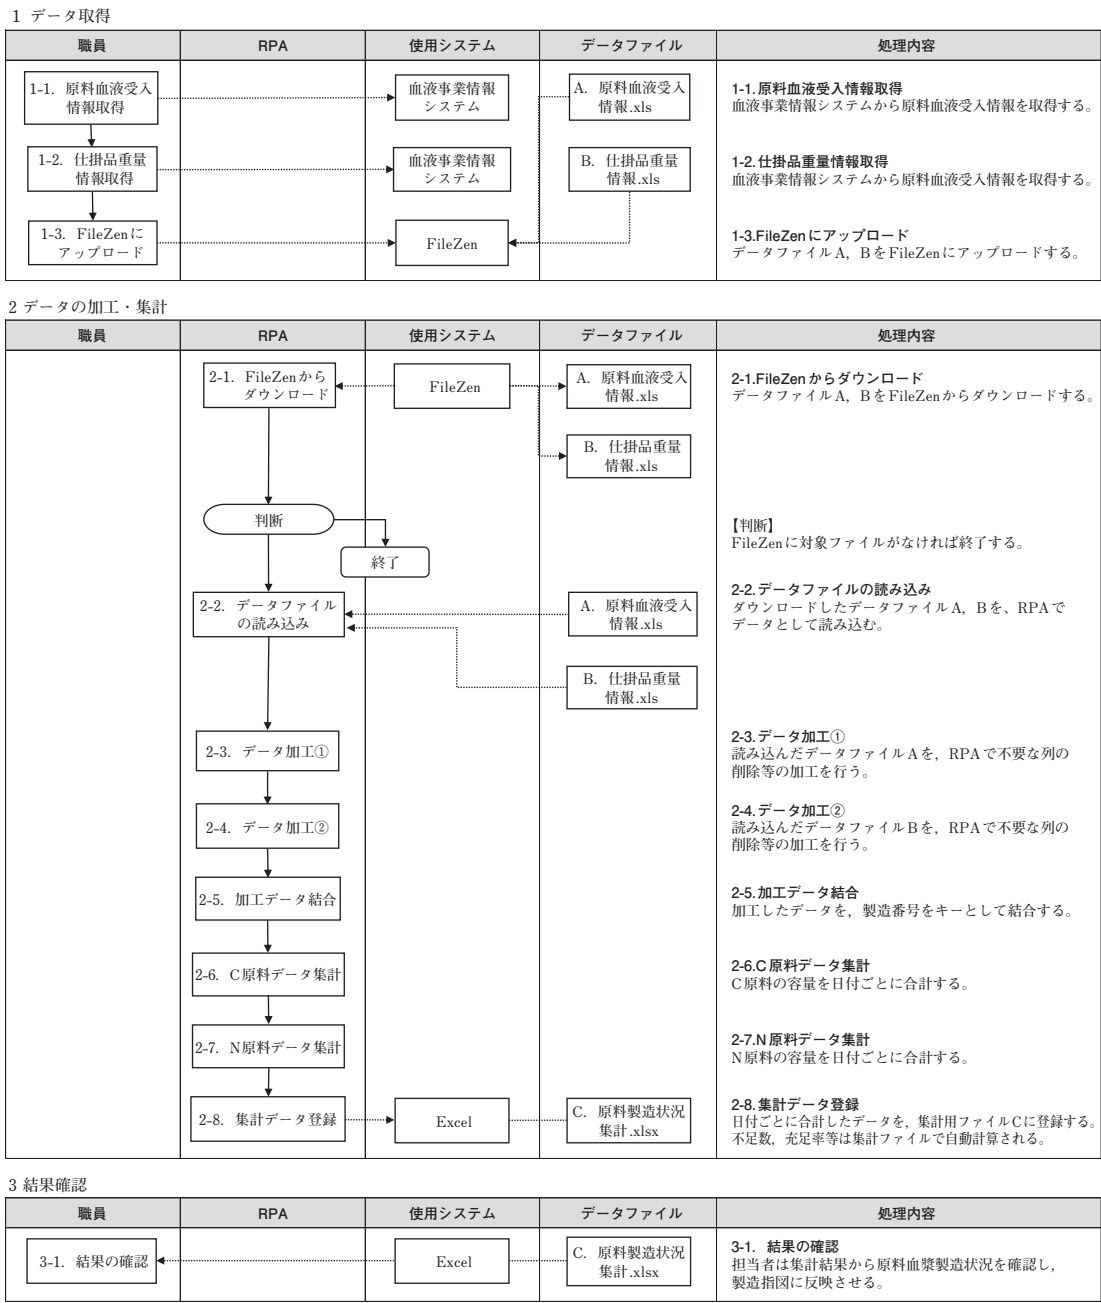 1 データ取得
職員 RPA 使用システム データファイル 処理内容
1-1. 原料血液受入
情報取得
血液事業情報
システム
A. 原料血液受入
情報.xls
1-1.原料血液受入情報取得
血液事業情報システムから原料血液受入情報を取得する。
1-2. 仕掛品重量
情報取得
血液事業情報
システム
B. 仕掛品重量
情報.xls
1-2.仕掛品重量情報取得
血液事業情報システムから原料血液受入情報を取得する。
1-3. FileZenに
アップロード
FileZen
1-3.FileZenにアップロード
データファイルA, BをFileZenにアップロードする。
2 データの加工・集計
職員 RPA 使用システム データファイル 処理内容
2-1. FileZenから
ダウンロード
FileZen
A. 原料血液受入
情報.xls
2-1.FileZenからダウンロード
データファイルA, BをFileZenからダウンロードする。
B. 仕掛品重量
情報.xls
判断
終了
【判断】
FileZenに対象ファイルがなければ終了する。
2-2. データファイル
の読み込み
A. 原料血液受入
情報.xls
2-2.データファイルの読み込み
ダウンロードしたデータファイルA, Bを、RPAで
データとして読み込む。
B. 仕掛品重量
情報.xls
2-3. データ加工①
2-3.データ加工①
読み込んだデータファイルAを, RPAで不要な列の
削除等の加工を行う。
2-4. データ加工②
2-4.データ加工②
読み込んだデータファイルBを, RPAで不要な列の
削除等の加工を行う。
2-5. 加工データ結合
2-5.加工データ結合
加工したデータを, 製造番号をキーとして結合する。
2-6. C原料データ集計
2-6.C原料データ集計
C原料の容量を日付ごとに合計する。
2-7. N原料データ集計
2-7.N原料データ集計
N原料の容量を日付ごとに合計する。
2-8. 集計データ登録
Excel
C. 原料製造状況
集計.xlsx
2-8.集計データ登録
日付ごとに合計したデータを, 集計用ファイルCに登録する。
不足数, 充足率等は集計ファイルで自動計算される。
3 結果確認
職員 RPA 使用システム データファイル 処理内容
3-1. 結果の確認
Excel
C. 原料製造状況
集計.xlsx
3-1. 結果の確認
担当者は集計結果から原料血漿製造状況を確認し,
製造指図に反映させる。